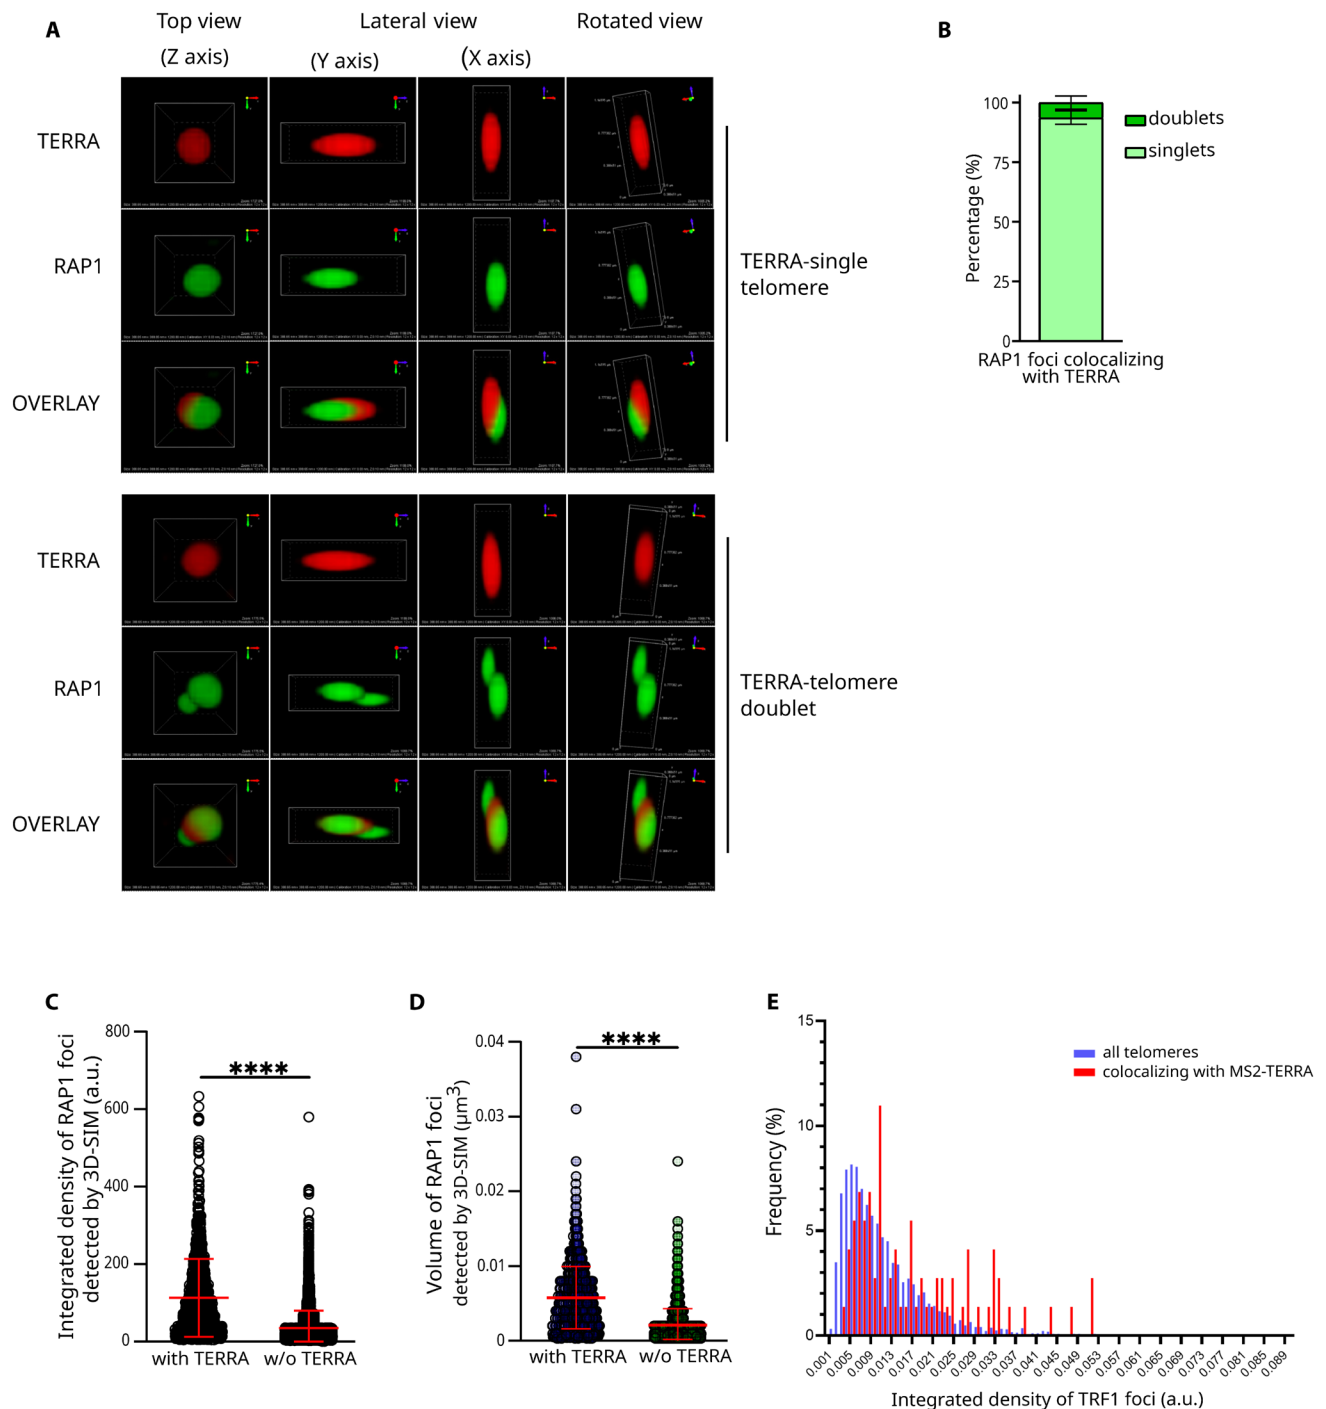 A
Top view
(Z axis)
Lateral view
(Y axis)
(X axis)
Rotated view
TERRA
RAP1
OVERLAY
TERRA-single
telomere
TERRA
RAP1
OVERLAY
TERRA-telomere
doublet
B
Percentage (%)
100
75
50
25
0
doublets
singlets
RAP1 foci colocalizing
with TERRA
C
Integrated density of RAP1 foci
detected by 3D-SIM (a.u.)
800
600
400
200
0
****
with TERRA
w/o TERRA
D
Volume of RAP1 foci
detected by 3D-SIM (µm3)
0.04
0.03
0.02
0.01
0
****
with TERRA
w/o TERRA
E
Frequency (%)
15
10
5
0
all telomeres
colocalizing with MS2-TERRA
0.001
0.005
0.009
0.013
0.017
0.021
0.025
0.029
0.033
0.037
0.041
0.045
0.049
0.053
0.057
0.061
0.065
0.069
0.073
0.077
0.081
0.085
0.089
Integrated density of TRF1 foci (a.u.)